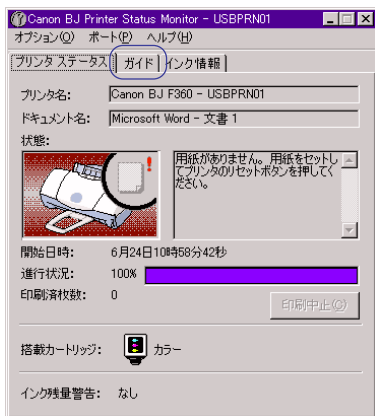 Canon BJ Printer Status Monitor - USBPRN01
オプション(O) ポート(P) ヘルプ(H)
プリンタ ステータス ガイド インク情報
プリンタ名: Canon BJ F360 - USBPRN01
ドキュメント名: Microsoft Word - 文書 1
状態:
用紙がありません。用紙をセットし
てプリンタのリセットボタンを押してく
ださい。
開始日時: 6月24日10時58分42秒
進行状況: 100%
印刷済枚数: 0
印刷中止(C)
搭載カートリッジ: カラー
インク残量警告: なし